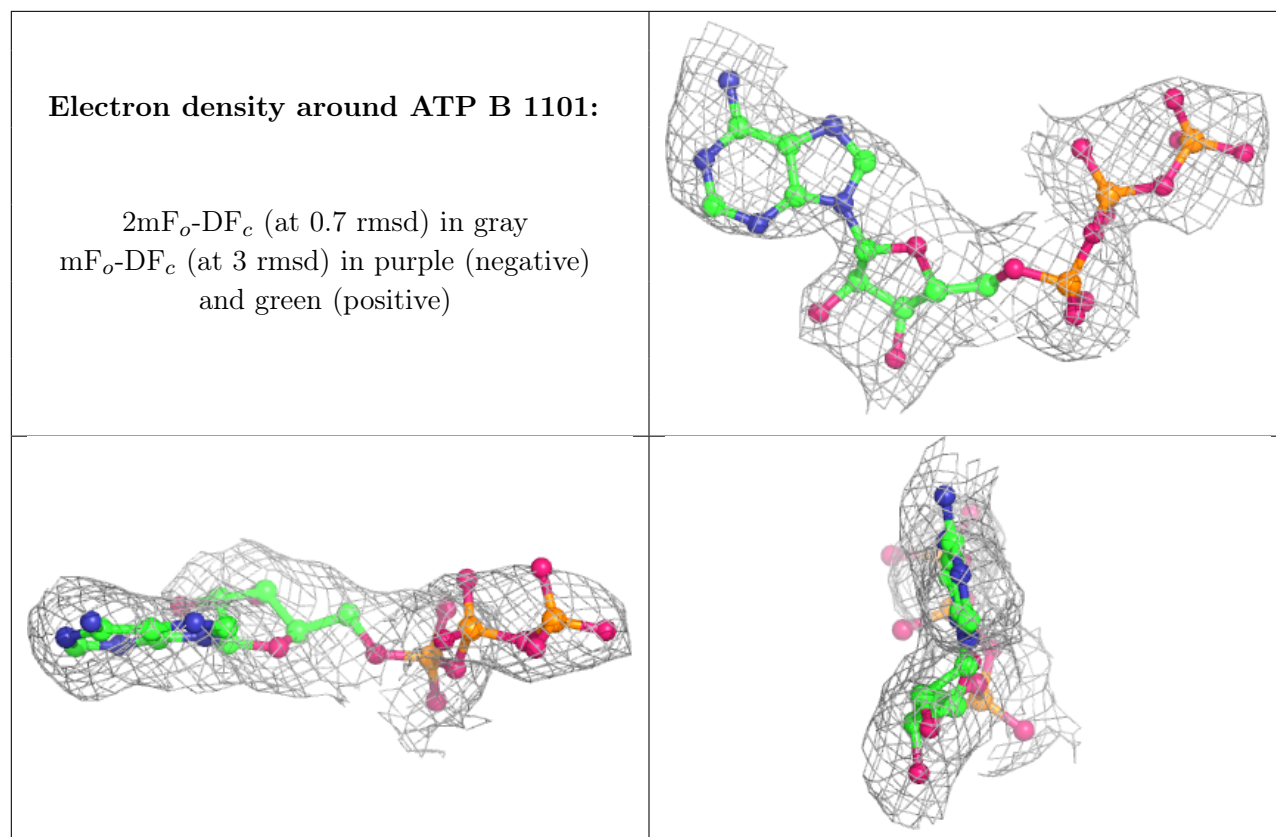 Electron density around ATP B 1101:
2mFo-DFc (at 0.7 rmsd) in gray
mFo-DFc (at 3 rmsd) in purple (negative)
and green (positive)